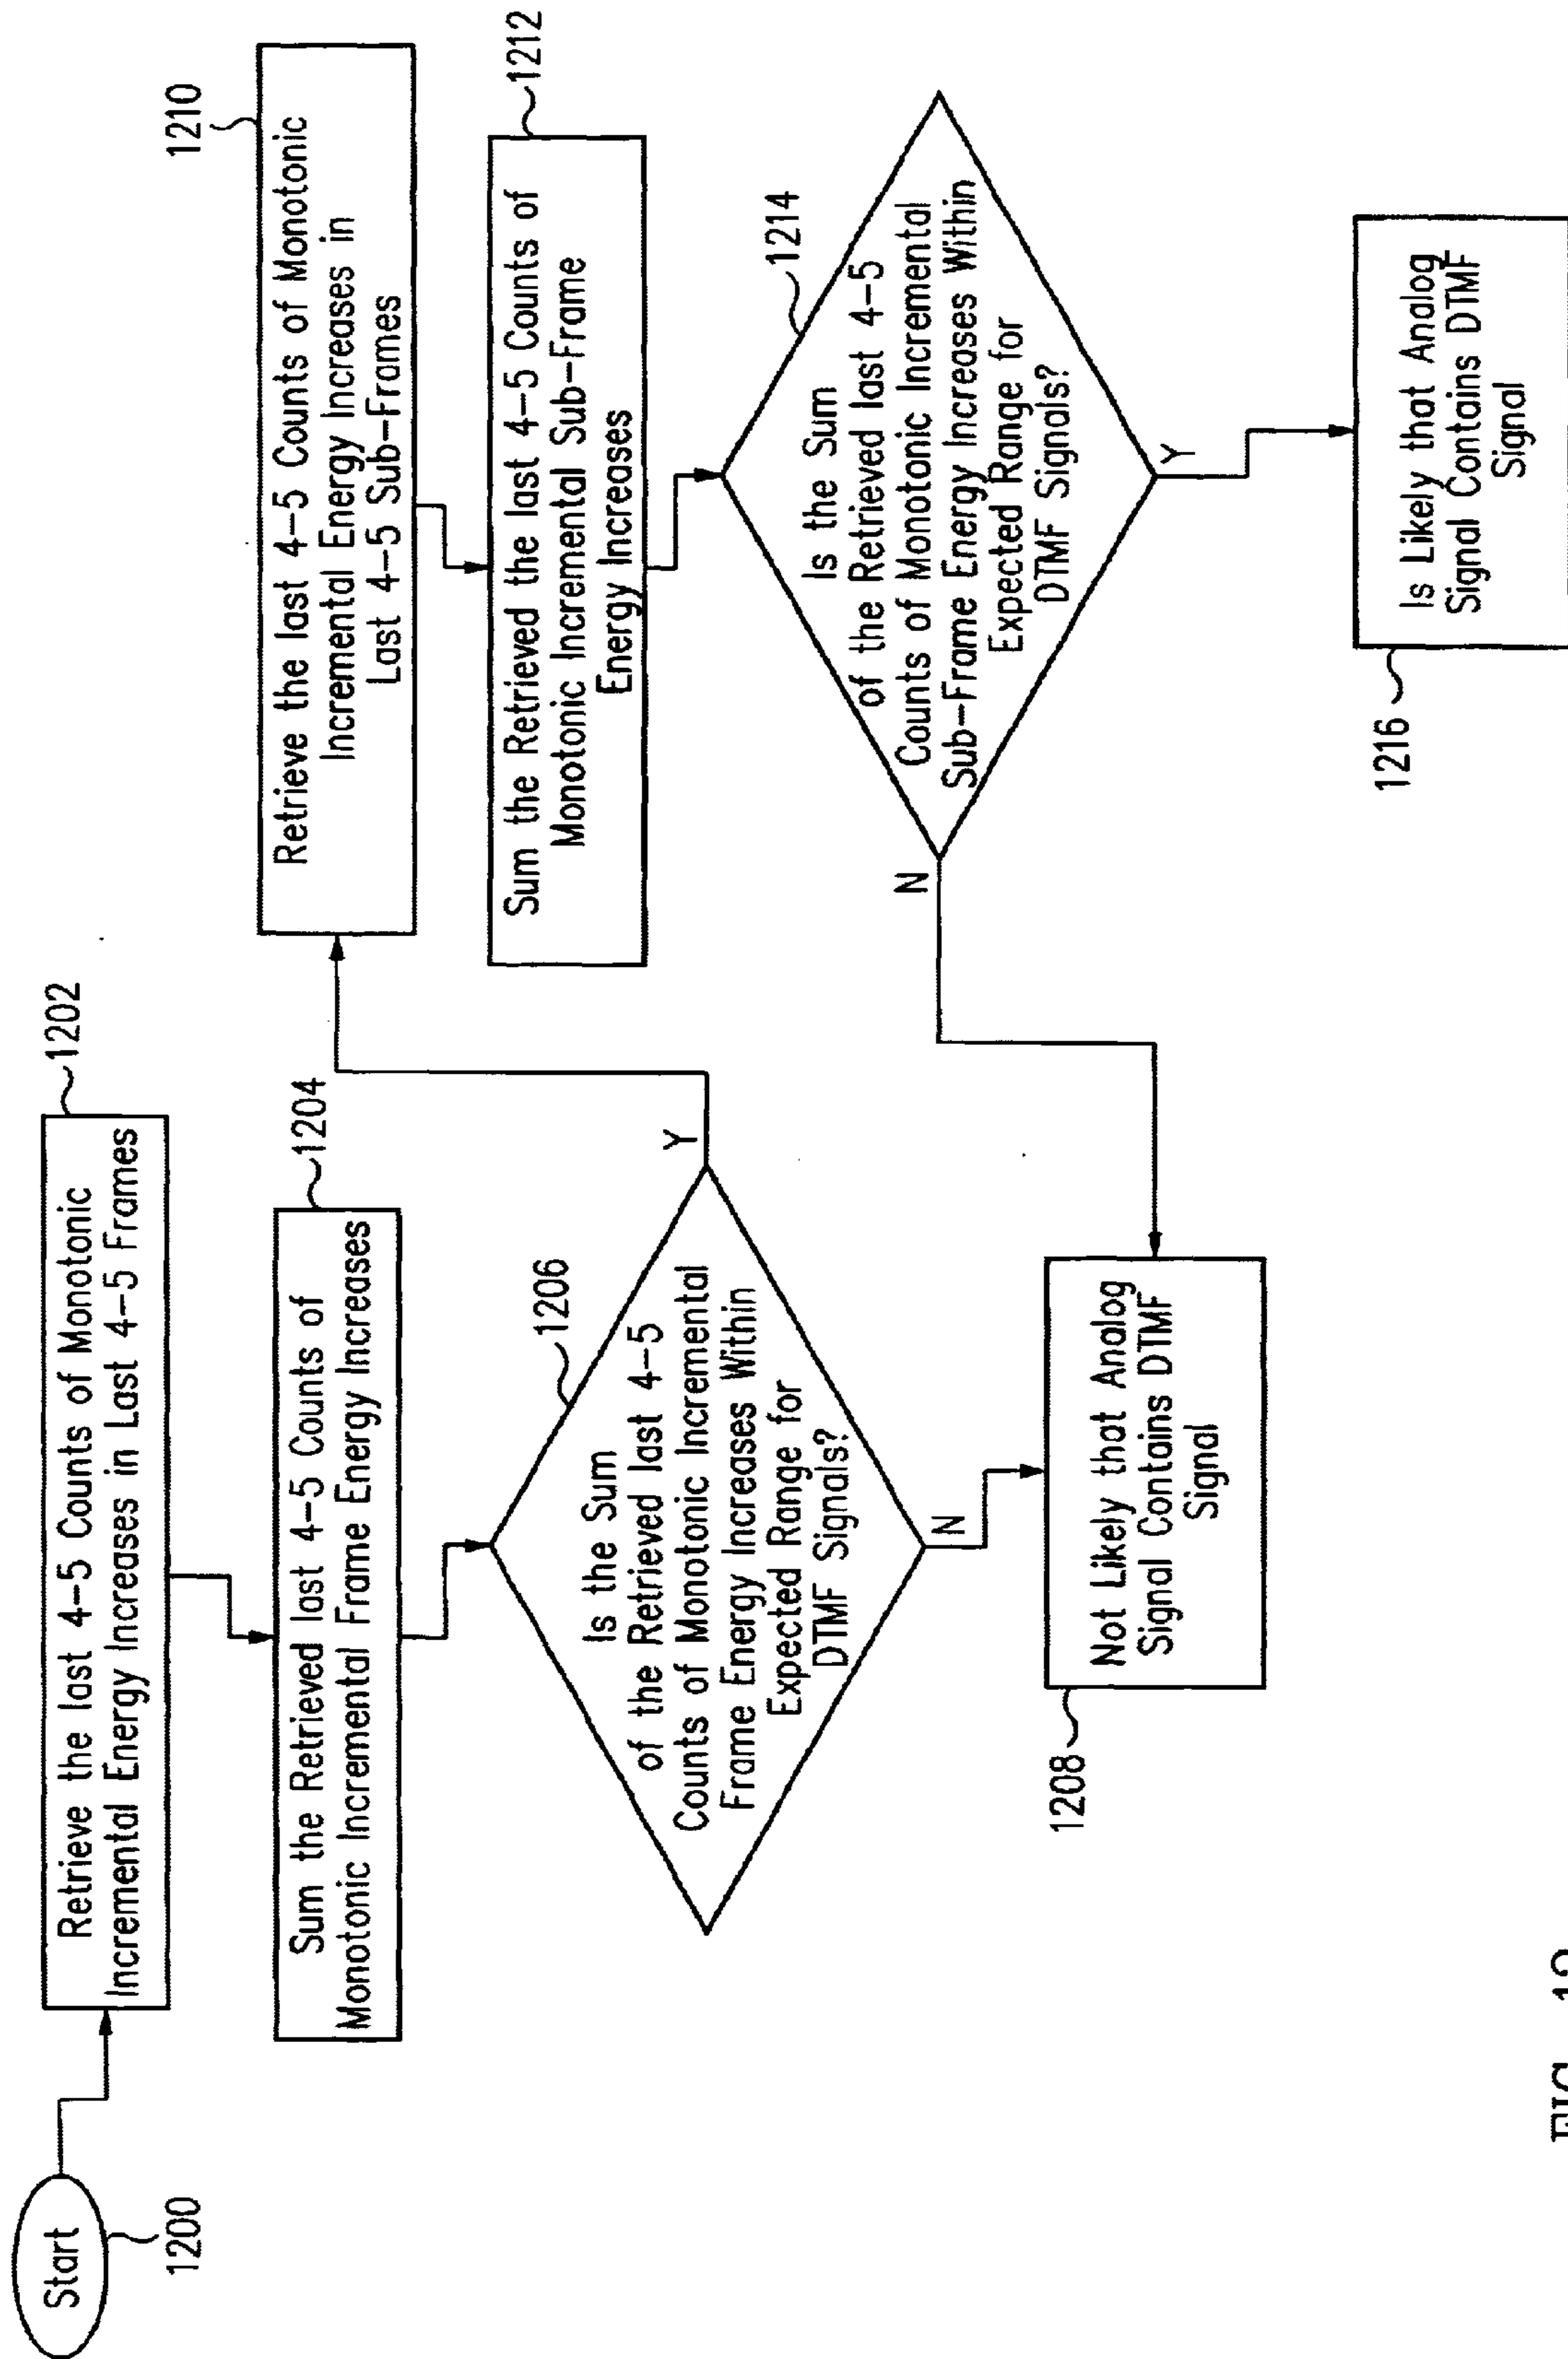 Start
1200
Retrieve the last 4-5 Counts of Monotonic
Incremental Energy Increases in Last 4-5 Frames
1202
Sum the Retrieved last 4-5 Counts of
Monotonic Incremental Frame Energy Increases
1204
Is the Sum
of the Retrieved last 4-5
Counts of Monotonic Incremental
Frame Energy Increases Within
Expected Range for
DTMF Signals?
1206
Y
N
Not Likely that Analog
Signal Contains DTMF
Signal
1208
Retrieve the last 4-5 Counts of Monotonic
Incremental Energy Increases in
Last 4-5 Sub-Frames
1210
Sum the Retrieved the last 4-5 Counts of
Monotonic Incremental Sub-Frame
Energy Increases
1212
Is the Sum
of the Retrieved last 4-5
Counts of Monotonic Incremental
Sub-Frame Energy Increases Within
Expected Range for
DTMF Signals?
1214
N
Y
Is Likely that Analog
Signal Contains DTMF
Signal
1216
FIG. 12